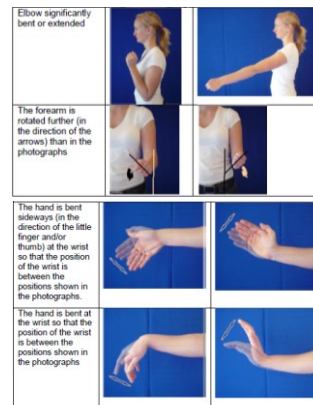 Elbow significantly
bent or extended
The forearm is
rotated further (in
the direction of the
arrows) than in the
photographs
The hand is bent
sideways (in the
direction of the little
finger and/or
thumb) at the wrist
so that the position
of the wrist is
between the
positions shown in
the photographs.
The hand is bent at
the wrist so that the
position of the wrist
is between the
positions shown in
the photographs